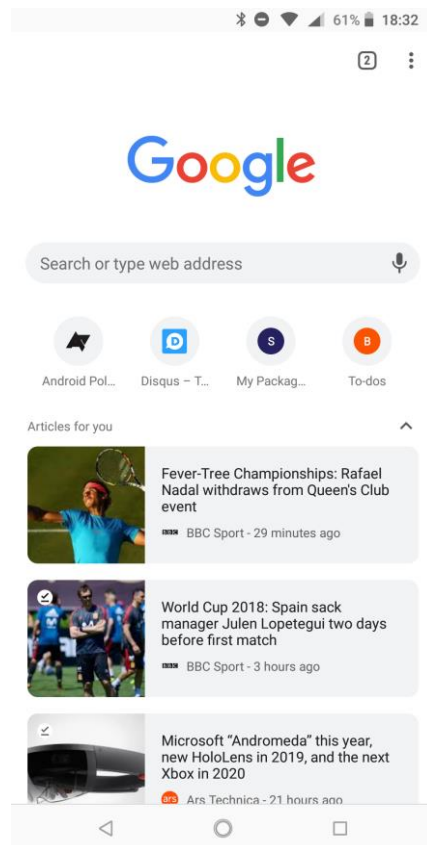 61% 18:32
2
Google
Search or type web address
D
S
B
Android Pol...
Disqus – T...
My Packag...
To-dos
Articles for you
Fever-Tree Championships: Rafael
Nadal withdraws from Queen's Club
event
BBC BBC Sport - 29 minutes ago
World Cup 2018: Spain sack
manager Julen Lopetegui two days
before first match
BBC BBC Sport - 3 hours ago
Microsoft “Andromeda” this year,
new HoloLens in 2019, and the next
Xbox in 2020
ars Ars Technica - 21 hours ago